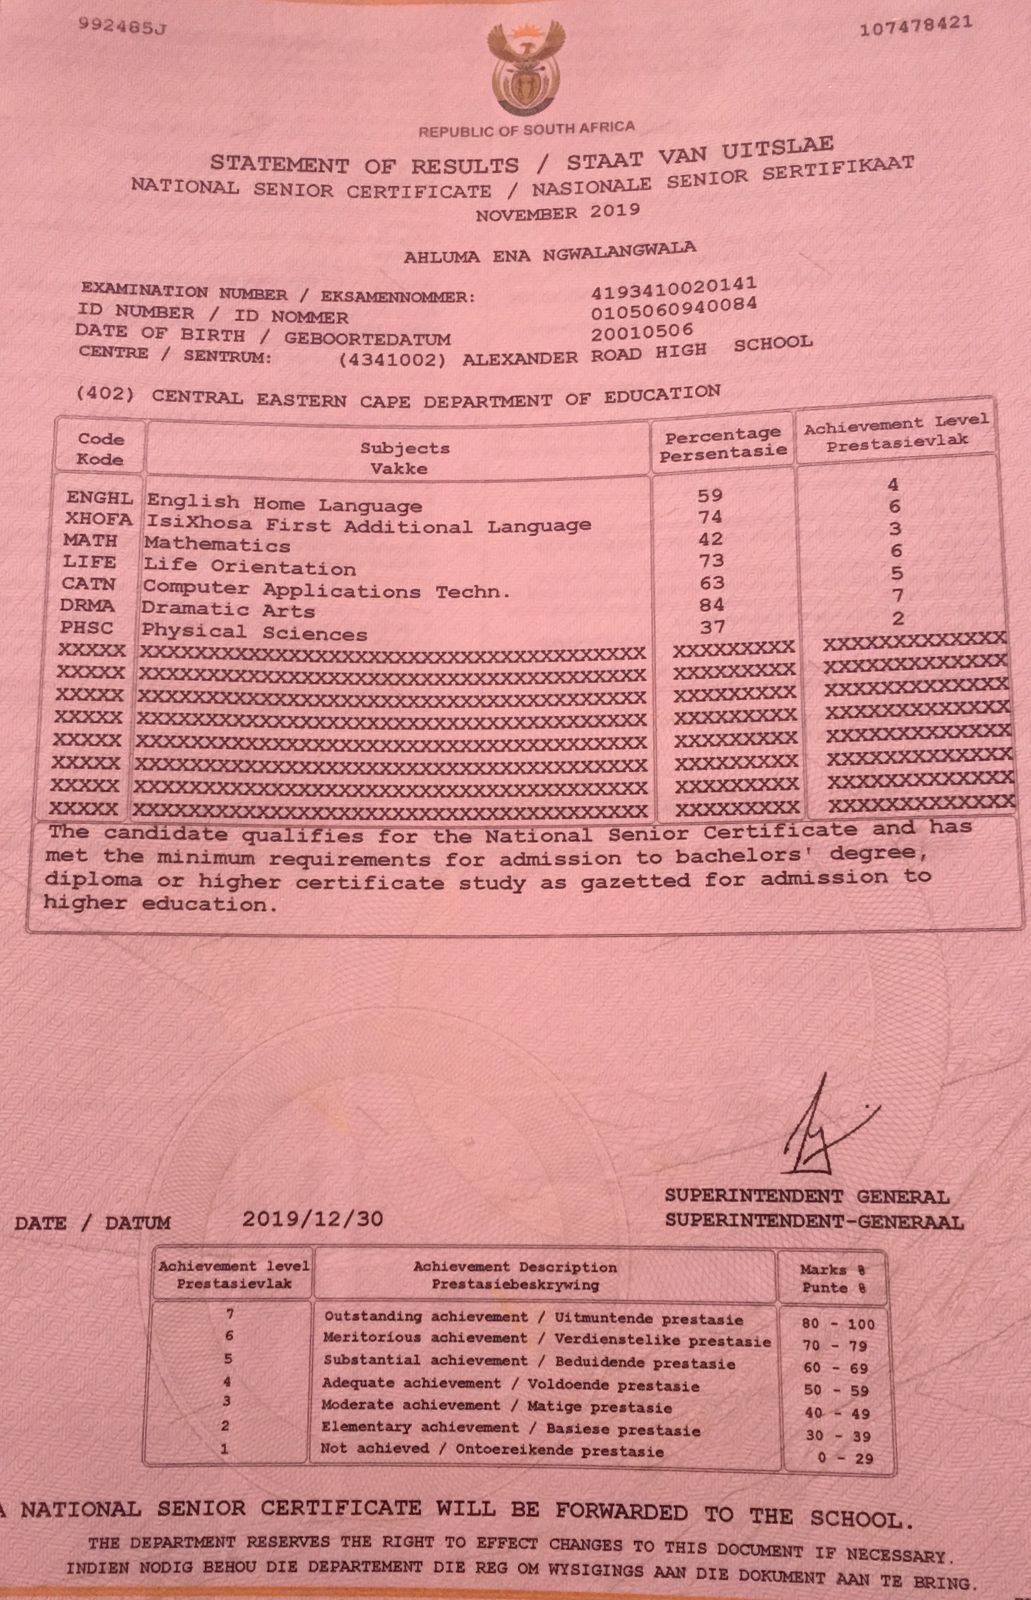 992485J
107478421
REPUBLIC OF SOUTH AFRICA
STATEMENT OF RESULTS / STAAT VAN UITSLAE
NATIONAL SENIOR CERTIFICATE / NASIONALE SENIOR SERTIFIKAAT
NOVEMBER 2019
AHLUMA ENA NGWALANGWALA
EXAMINATION NUMBER / EKSAMENNOMMER: 4193410020141
ID NUMBER / ID NOMMER 0105060940084
DATE OF BIRTH / GEBOORTEDATUM 20010506
CENTRE / SENTRUM: (4341002) ALEXANDER ROAD HIGH SCHOOL
(402) CENTRAL EASTERN CAPE DEPARTMENT OF EDUCATION
Code Subjects Percentage Achievement Level
Kode Vakke Persentasie Prestasievlak
ENGHL English Home Language 59 4
XHOFA IsiXhosa First Additional Language 74 6
MATH Mathematics 42 3
LIFE Life Orientation 73 6
CATN Computer Applications Techn. 63 5
DRMA Dramatic Arts 84 7
PHSC Physical Sciences 37 2
XXXXX XXXXXXXXXXXXXXXXXXXXXXXXXXXXXXXXXXXXXXXX XXXXXXXXX XXXXXXXXXXXXX
XXXXX XXXXXXXXXXXXXXXXXXXXXXXXXXXXXXXXXXXXXXXX XXXXXXXXX XXXXXXXXXXXXX
XXXXX XXXXXXXXXXXXXXXXXXXXXXXXXXXXXXXXXXXXXXXX XXXXXXXXX XXXXXXXXXXXXX
XXXXX XXXXXXXXXXXXXXXXXXXXXXXXXXXXXXXXXXXXXXXX XXXXXXXXX XXXXXXXXXXXXX
XXXXX XXXXXXXXXXXXXXXXXXXXXXXXXXXXXXXXXXXXXXXX XXXXXXXXX XXXXXXXXXXXXX
XXXXX XXXXXXXXXXXXXXXXXXXXXXXXXXXXXXXXXXXXXXXX XXXXXXXXX XXXXXXXXXXXXX
XXXXX XXXXXXXXXXXXXXXXXXXXXXXXXXXXXXXXXXXXXXXX XXXXXXXXX XXXXXXXXXXXXX
XXXXX XXXXXXXXXXXXXXXXXXXXXXXXXXXXXXXXXXXXXXXX XXXXXXXXX XXXXXXXXXXXXX
The candidate qualifies for the National Senior Certificate and has
met the minimum requirements for admission to bachelors' degree,
diploma or higher certificate study as gazetted for admission to
higher education.
SUPERINTENDENT GENERAL
DATE / DATUM 2019/12/30 SUPERINTENDENT-GENERAAL
Achievement level Achievement Description Marks %
Prestasievlak Prestasiebeskrywing Punte %
7 Outstanding achievement / Uitmuntende prestasie 80 - 100
6 Meritorious achievement / Verdienstelike prestasie 70 - 79
5 Substantial achievement / Beduidende prestasie 60 - 69
4 Adequate achievement / Voldoende prestasie 50 - 59
3 Moderate achievement / Matige prestasie 40 - 49
2 Elementary achievement / Basiese prestasie 30 - 39
1 Not achieved / Ontoereikende prestasie 0 - 29
A NATIONAL SENIOR CERTIFICATE WILL BE FORWARDED TO THE SCHOOL.
THE DEPARTMENT RESERVES THE RIGHT TO EFFECT CHANGES TO THIS DOCUMENT IF NECESSARY.
INDIEN NODIG BEHOU DIE DEPARTEMENT DIE REG OM WYSIGINGS AAN DIE DOKUMENT AAN TE BRING.